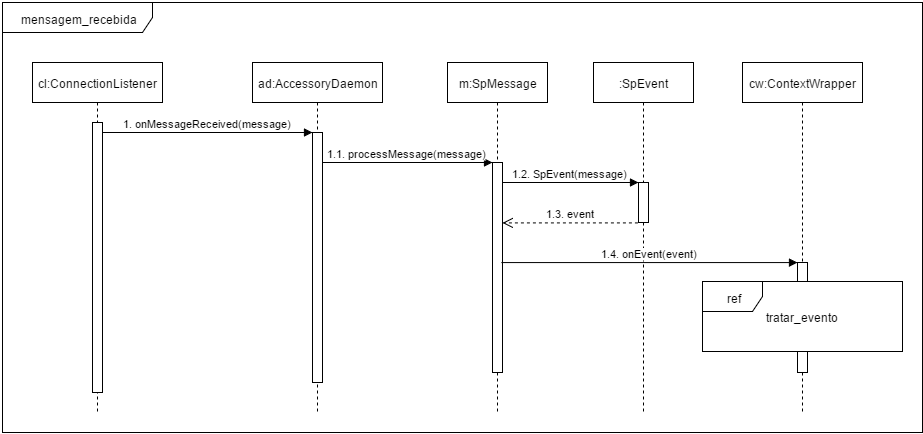 mensagem_recebida
cl:ConnectionListener
ad:AccessoryDaemon
m:SpMessage
:SpEvent
cw:ContextWrapper
1. onMessageReceived(message)
1.1. processMessage(message)
1.2. SpEvent(message)
1.3. event
1.4. onEvent(event)
ref
tratar_evento